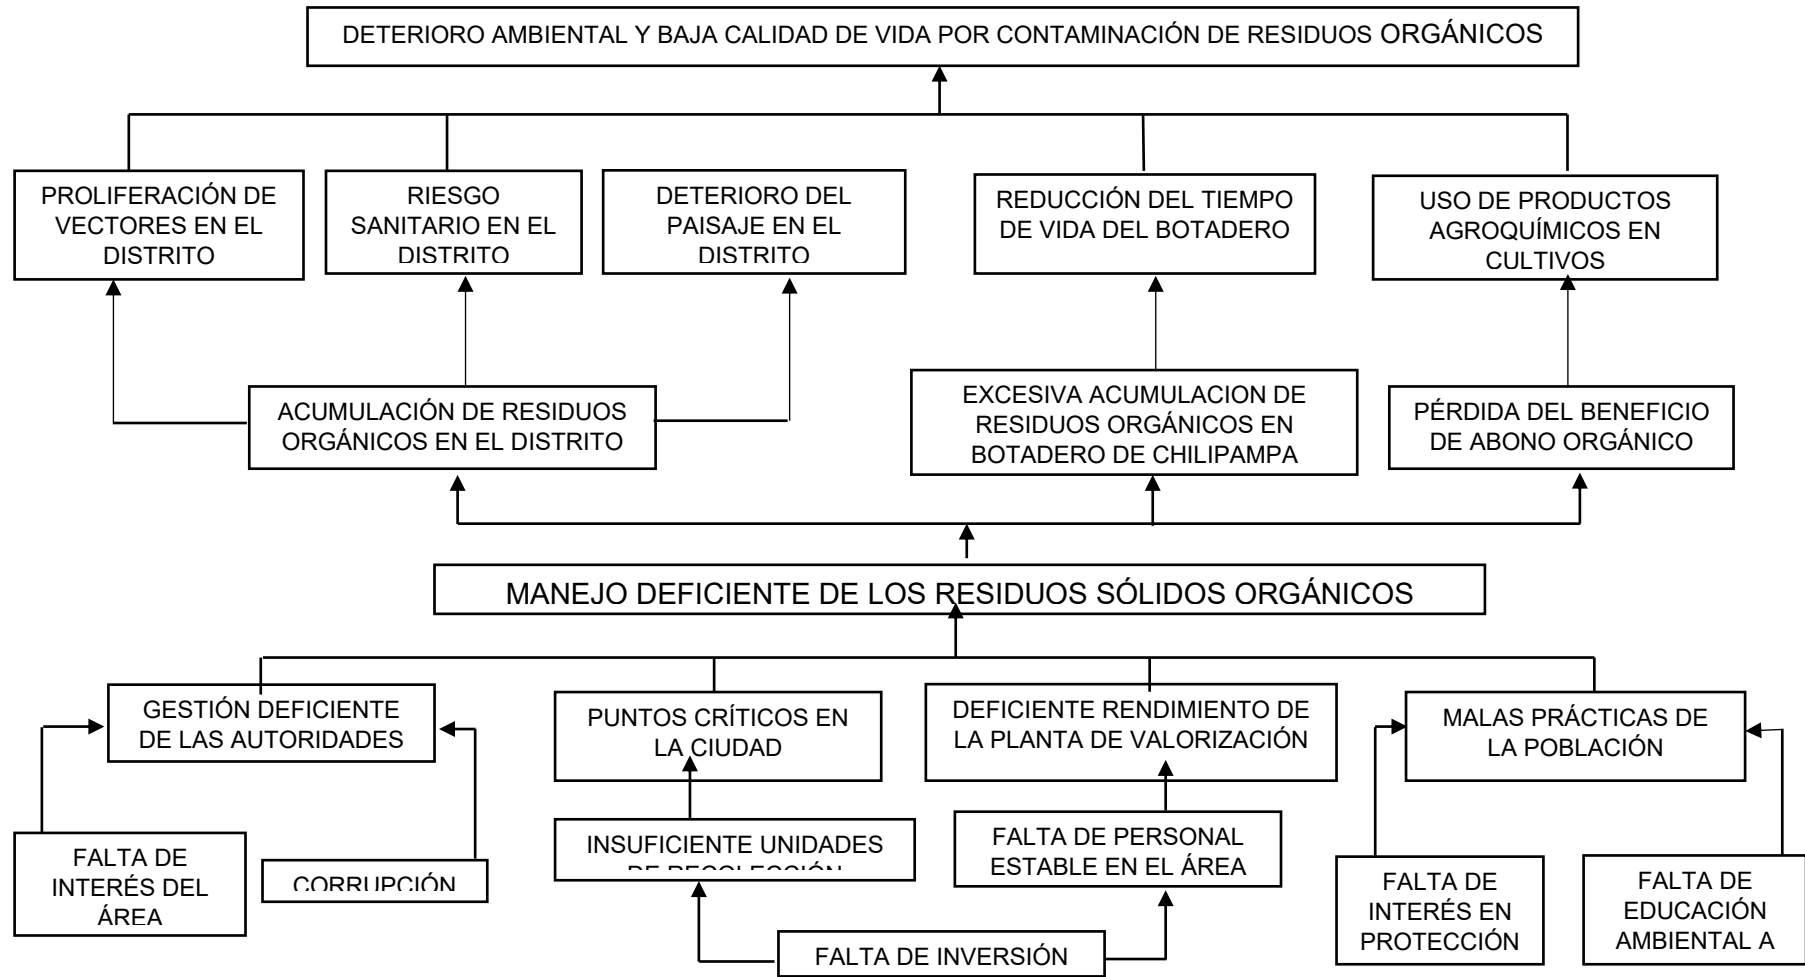 DETERIORO AMBIENTAL Y BAJA CALIDAD DE VIDA POR CONTAMINACIÓN DE RESIDUOS ORGÁNICOS
PROLIFERACIÓN DE
VECTORES EN EL
DISTRITO
RIESGO
SANITARIO EN EL
DISTRITO
DETERIORO DEL
PAISAJE EN EL
DISTRITO
REDUCCIÓN DEL TIEMPO
DE VIDA DEL BOTADERO
USO DE PRODUCTOS
AGROQUÍMICOS EN
CULTIVOS
ACUMULACIÓN DE RESIDUOS
ORGÁNICOS EN EL DISTRITO
EXCESIVA ACUMULACION DE
RESIDUOS ORGÁNICOS EN
BOTADERO DE CHILIPAMPA
PÉRDIDA DEL BENEFICIO
DE ABONO ORGÁNICO
MANEJO DEFICIENTE DE LOS RESIDUOS SÓLIDOS ORGÁNICOS
GESTIÓN DEFICIENTE
DE LAS AUTORIDADES
PUNTOS CRÍTICOS EN
LA CIUDAD
DEFICIENTE RENDIMIENTO DE
LA PLANTA DE VALORIZACIÓN
MALAS PRÁCTICAS DE
LA POBLACIÓN
FALTA DE
INTERÉS DEL
ÁREA
CORRUPCIÓN
INSUFICIENTE UNIDADES
DE RECOLECCIÓN
FALTA DE PERSONAL
ESTABLE EN EL ÁREA
FALTA DE INVERSIÓN
FALTA DE
INTERÉS EN
PROTECCIÓN
FALTA DE
EDUCACIÓN
AMBIENTAL A